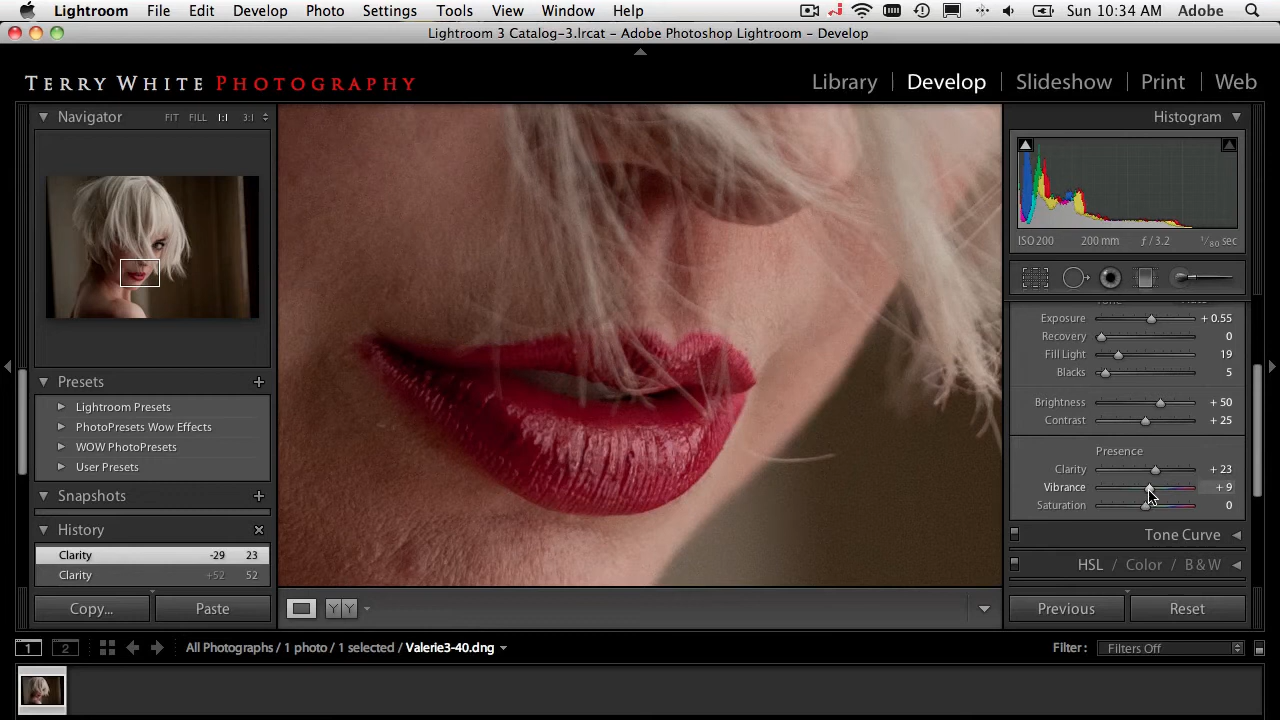 Lightroom File Edit Develop Photo Settings Tools View Window Help Sun 10:34 AM Adobe
Lightroom 3 Catalog-3.lrcat – Adobe Photoshop Lightroom – Develop
TERRY WHITE PHOTOGRAPHY
Library | Develop | Slideshow | Print | Web
Navigator FIT FILL 1:1 3:1
Presets +
Lightroom Presets
PhotoPresets Wow Effects
WOW PhotoPresets
User Presets
Snapshots +
History
Clarity -29 23
Clarity +52 52
Copy... Paste
YY
Histogram
ISO 200 200 mm ƒ / 3.2 1/80 sec
Exposure + 0.55
Recovery 0
Fill Light 19
Blacks 5
Brightness + 50
Contrast + 25
Presence
Clarity + 23
Vibrance + 9
Saturation 0
Tone Curve
HSL / Color / B & W
Previous Reset
1 2 All Photographs / 1 photo / 1 selected / Valerie3-40.dng Filter : Filters Off